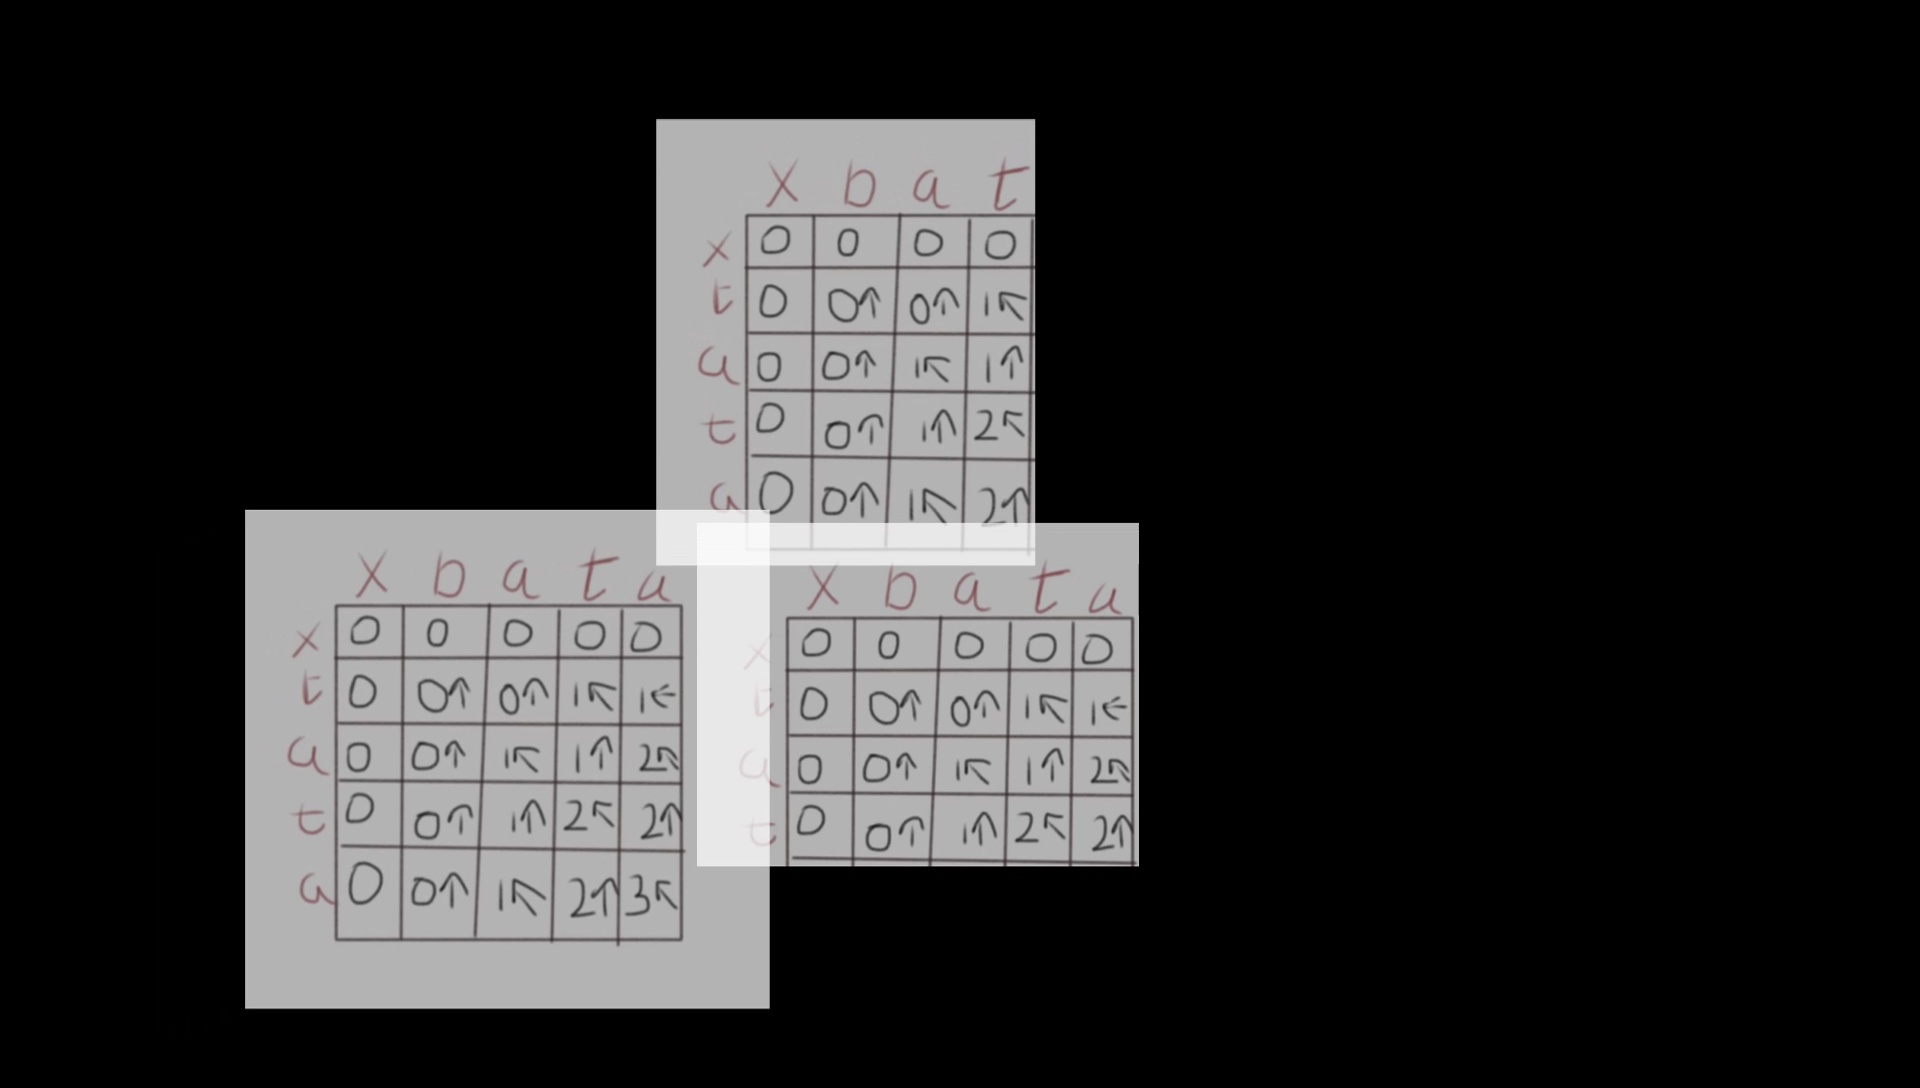 x b a t
x 0 0 0 0
t 0 0↑ 0↑ 1↖
a 0 0↑ 1↖ 1↑
t 0 0↑ 1↑ 2↖
a 0 0↑ 1↖ 2↑
x b a t a
x 0 0 0 0 0
t 0 0↑ 0↑ 1↖ 1←
a 0 0↑ 1↖ 1↑ 2↖
t 0 0↑ 1↑ 2↖ 2↑
a 0 0↑ 1↖ 2↑ 3↖
x b a t a
x 0 0 0 0 0
t 0 0↑ 0↑ 1↖ 1←
a 0 0↑ 1↖ 1↑ 2↖
t 0 0↑ 1↑ 2↖ 2↑